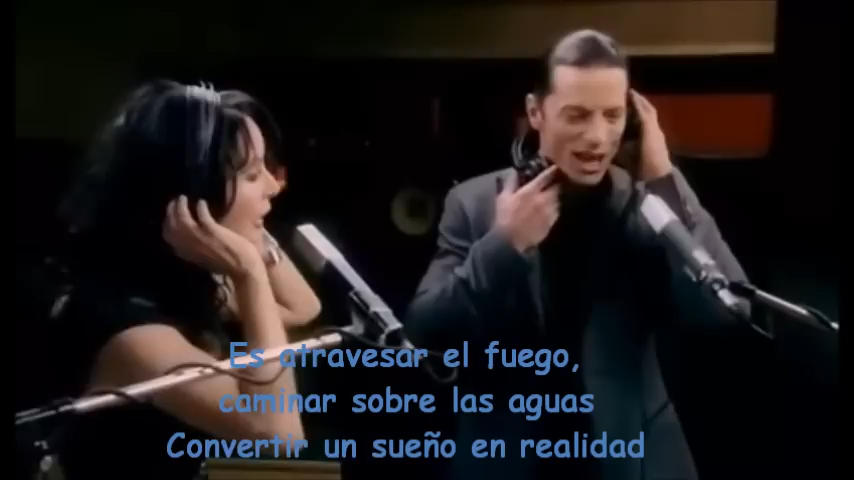 Es atravesar el fuego,
caminar sobre las aguas
Convertir un sueño en realidad